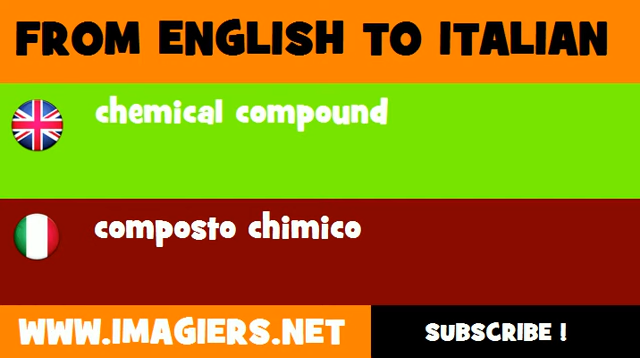 FROM ENGLISH TO ITALIAN
chemical compound
composto chimico
WWW.IMAGIERS.NET
SUBSCRIBE !